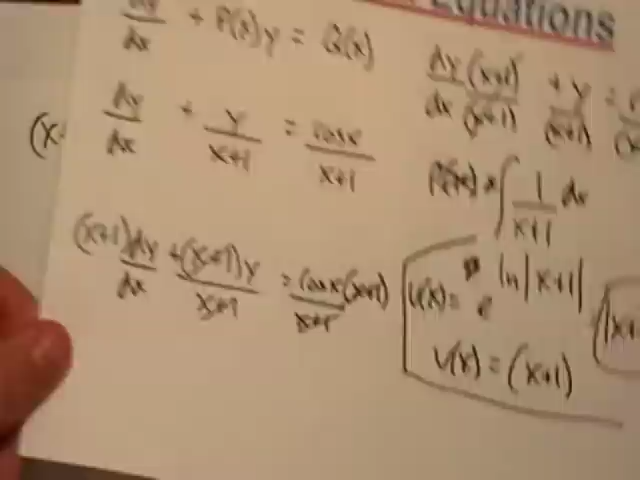 Equations
dy/dx + P(x)y = Q(x)
dy/dx + y/(x+1) = cosx/(x+1)
(x+1)dy/dx + (x+1)y/(x+1) = cosx(x+1)/(x+1)
dy(x+1)/dx(x+1) + y/(x+1) =
∫ 1/(x+1) dx
u(x) = e ln|x+1|
u(x) = (x+1)